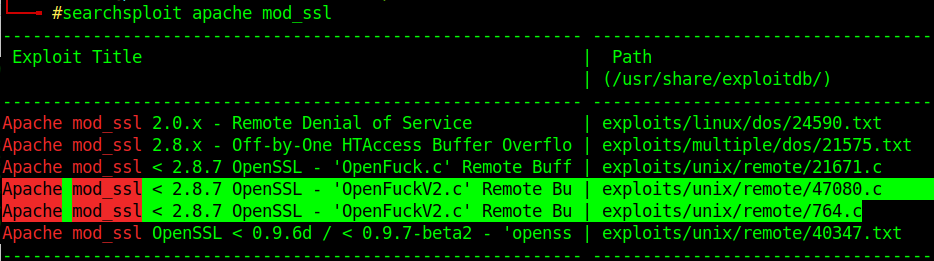 #searchsploit apache mod_ssl
---------------------------------------------------------- ----------------------------------
Exploit Title | Path
| (/usr/share/exploitdb/)
---------------------------------------------------------- ----------------------------------
Apache mod_ssl 2.0.x - Remote Denial of Service | exploits/linux/dos/24590.txt
Apache mod_ssl 2.8.x - Off-by-One HTAccess Buffer Overflo | exploits/multiple/dos/21575.txt
Apache mod_ssl < 2.8.7 OpenSSL - 'OpenFuck.c' Remote Buff | exploits/unix/remote/21671.c
Apache mod_ssl < 2.8.7 OpenSSL - 'OpenFuckV2.c' Remote Bu | exploits/unix/remote/47080.c
Apache mod_ssl < 2.8.7 OpenSSL - 'OpenFuckV2.c' Remote Bu | exploits/unix/remote/764.c
Apache mod_ssl OpenSSL < 0.9.6d / < 0.9.7-beta2 - 'openss | exploits/unix/remote/40347.txt
---------------------------------------------------------- ----------------------------------